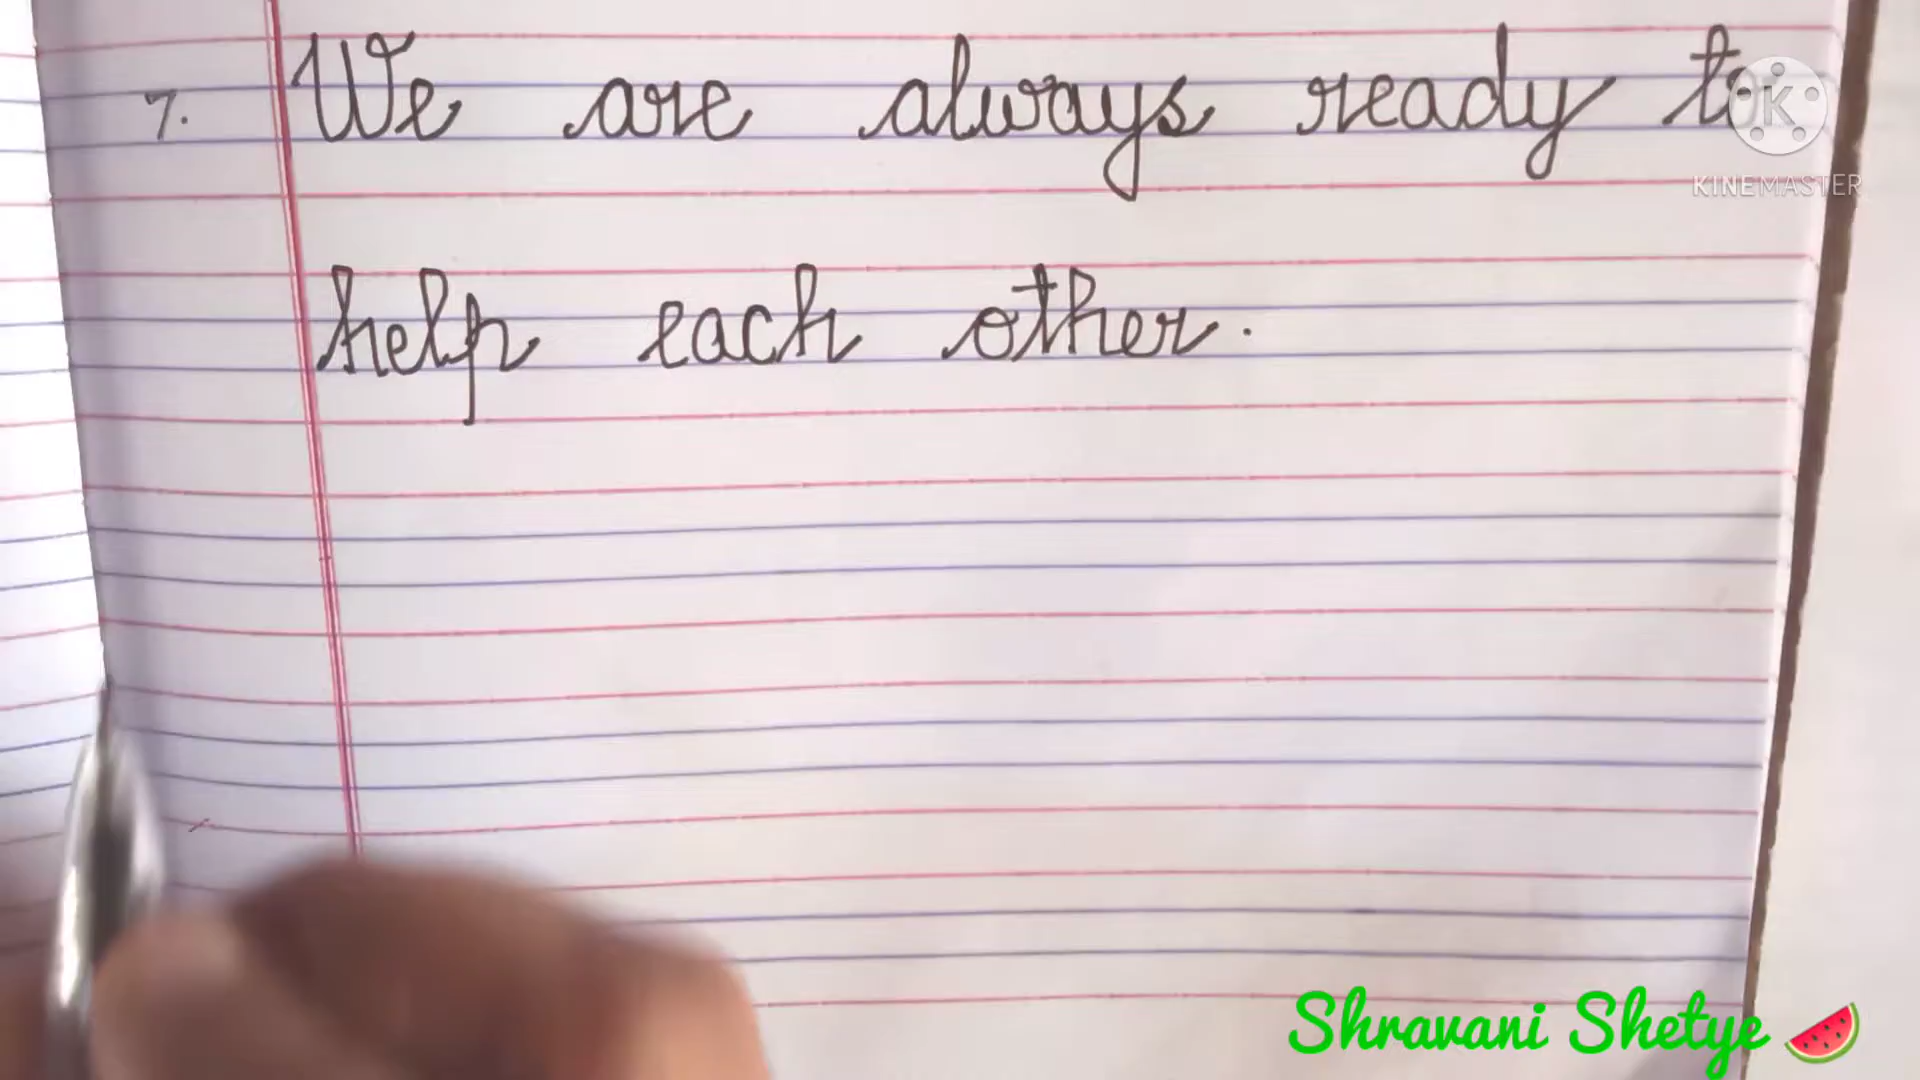 7. We are always ready to
KINEMASTER
help each other.
Shravani Shetye